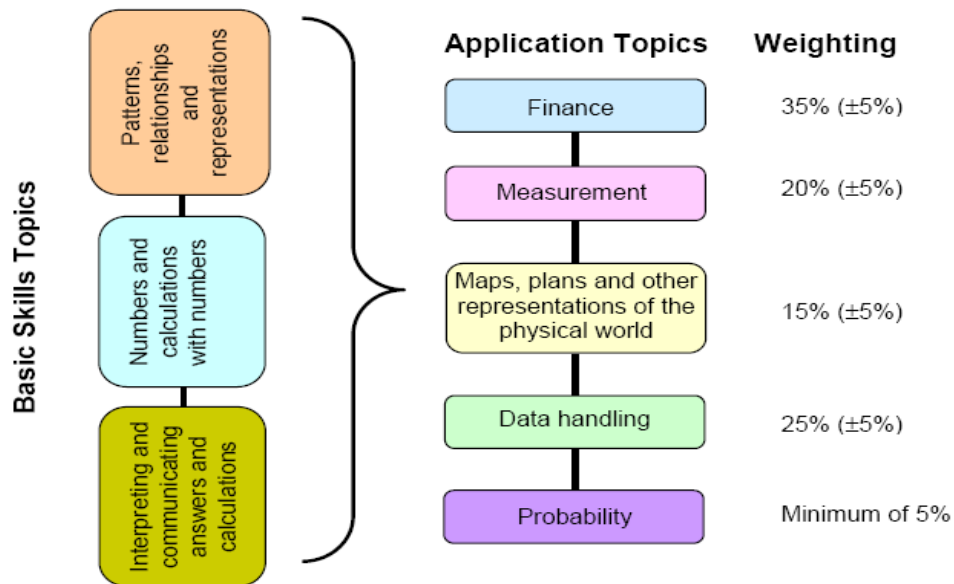 Basic Skills Topics
Patterns,
relationships
and
representations
Numbers and
calculations
with numbers
Interpreting and
communicating
answers and
calculations
Application Topics
Weighting
Finance
35% (±5%)
Measurement
20% (±5%)
Maps, plans and other
representations of the
physical world
15% (±5%)
Data handling
25% (±5%)
Probability
Minimum of 5%